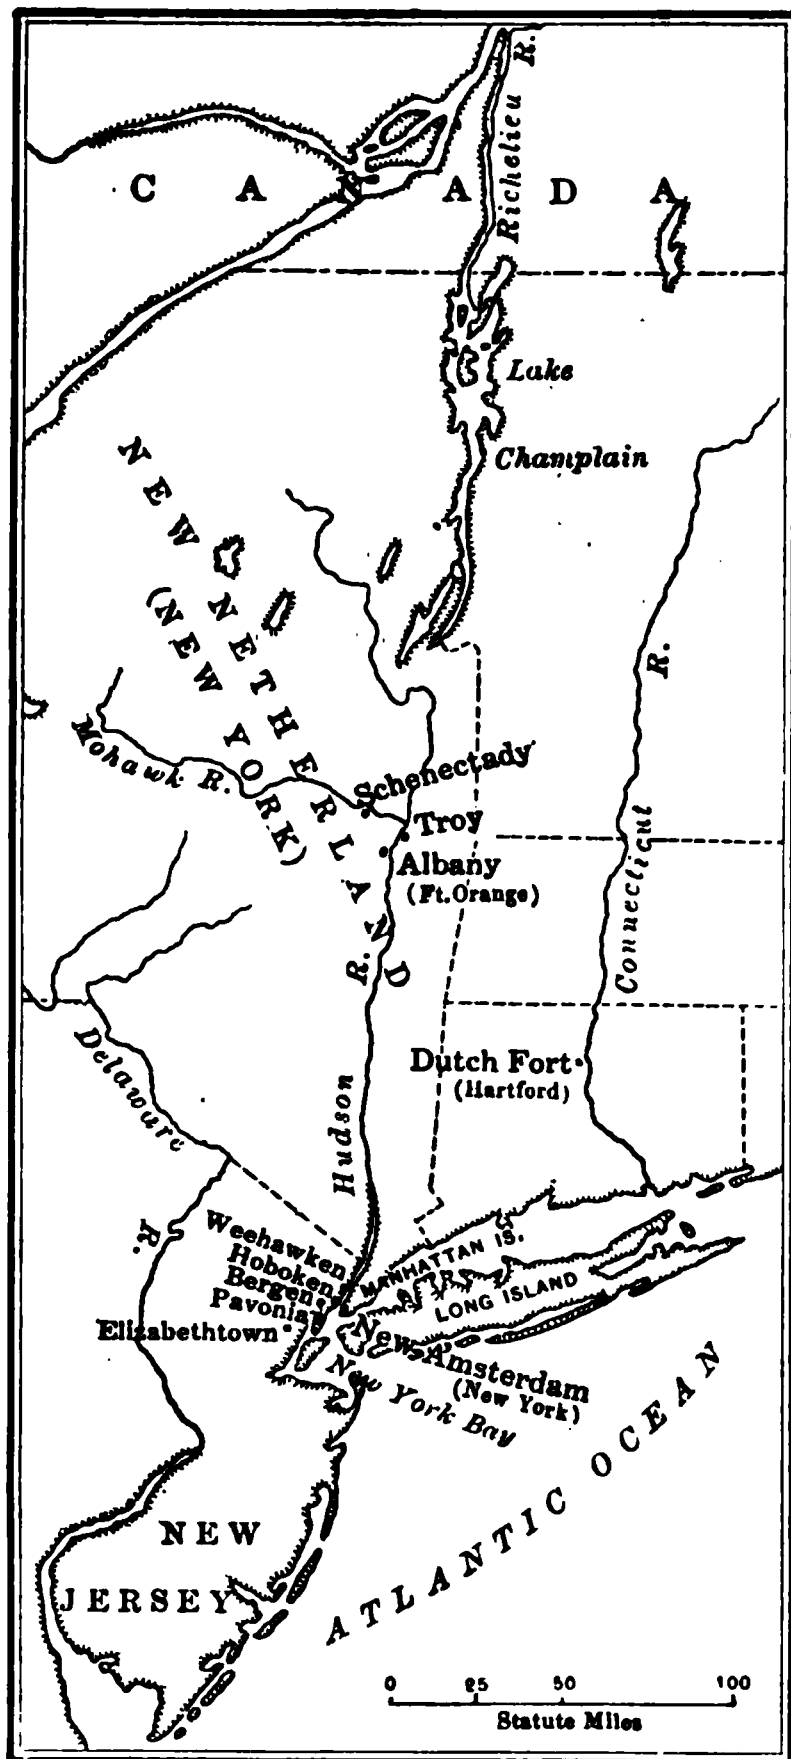 CANADA
Richelieu R.
Lake
Champlain
NEW NETHERLAND
(NEW YORK)
Mohawk R.
Schenectady
Troy
Albany
(Ft. Orange)
Connecticut R.
Hudson R.
Dutch Fort
(Hartford)
Delaware R.
Weehawken
Hoboken
Bergen
Pavonia
Elizabethtown
MANHATTAN IS.
LONG ISLAND
New Amsterdam
(New York)
New York Bay
ATLANTIC OCEAN
NEW
JERSEY
0 25 50 100
Statute Miles